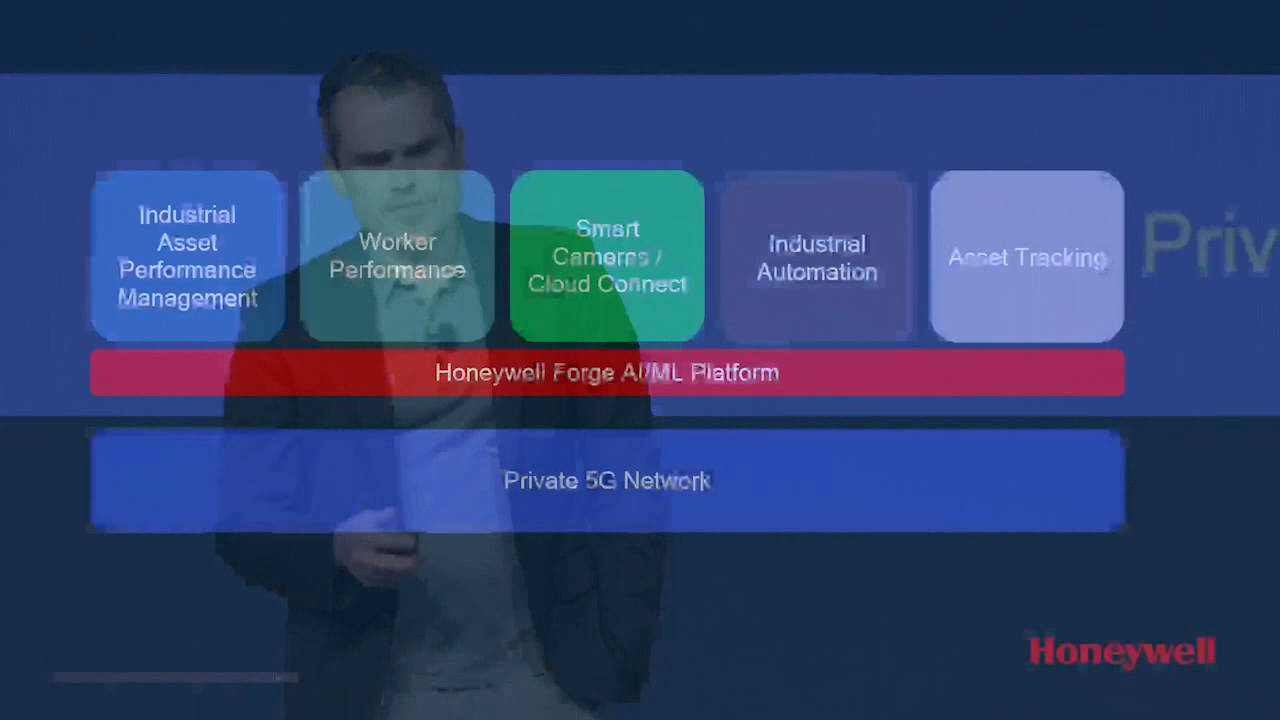 Industrial
Asset
Performance
Management
Worker
Performance
Smart
Cameras /
Cloud Connect
Industrial
Automation
Asset Tracking
Priv
Honeywell Forge AI/ML Platform
Private 5G Network
Honeywell